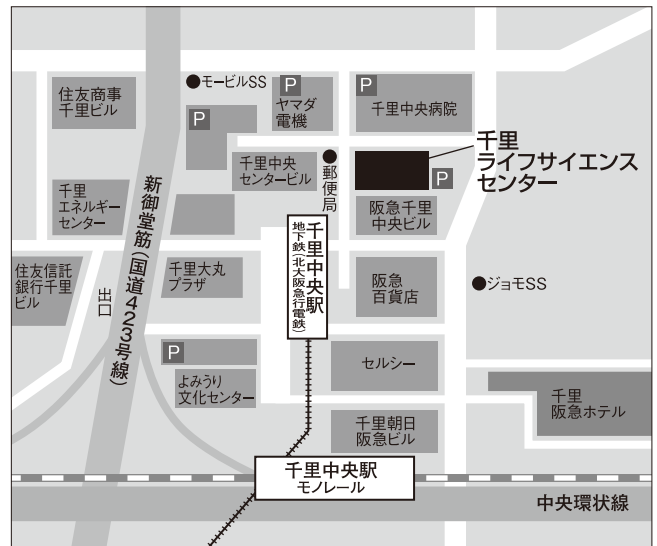 住友商事
千里ビル
●モービルSS
P
P
ヤマダ
電機
P
千里中央病院
千里
ライフサイエンス
センター
千里
エネルギー
センター
千里中央
センタービル
●郵便局
P
阪急千里
中央ビル
新御堂筋(国道423号線)
千里中央駅
地下鉄(北大阪急行電鉄)
住友信託
銀行千里
ビル
出口
千里大丸
プラザ
阪急
百貨店
●ジョモSS
P
よみうり
文化センター
セルシー
千里
阪急ホテル
千里朝日
阪急ビル
千里中央駅
モノレール
中央環状線